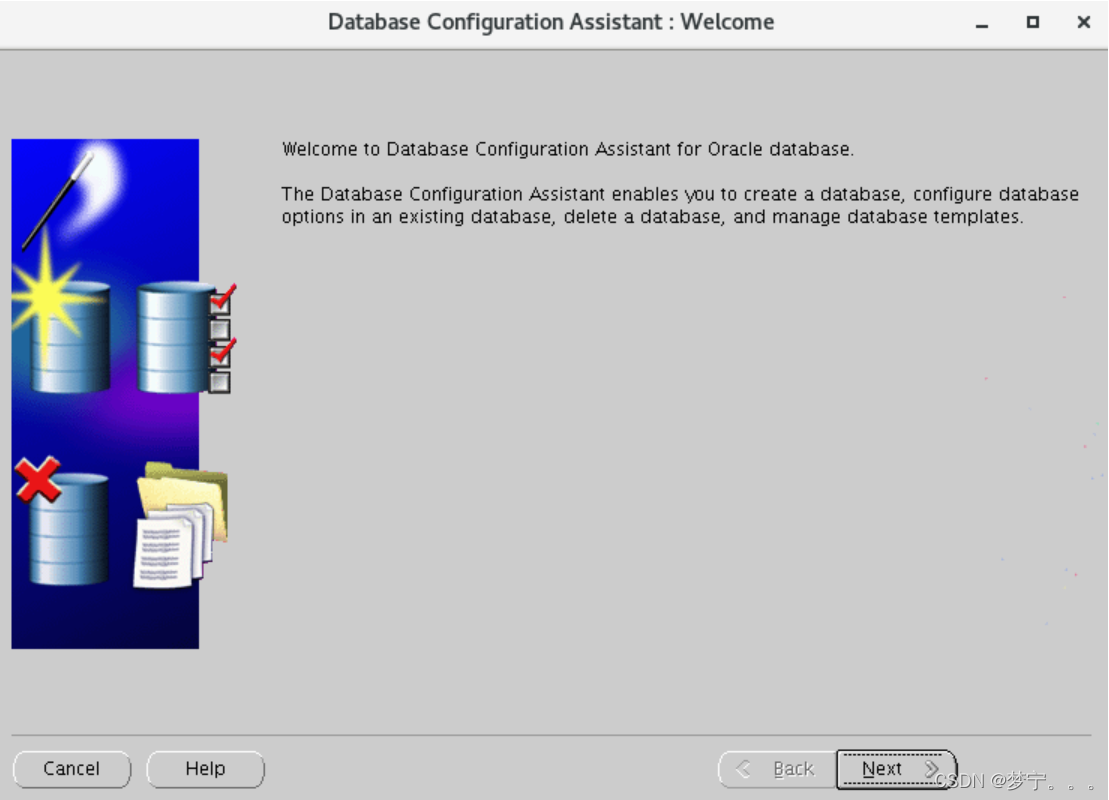 Database Configuration Assistant : Welcome
Welcome to Database Configuration Assistant for Oracle database.
The Database Configuration Assistant enables you to create a database, configure database
options in an existing database, delete a database, and manage database templates.
Cancel
Help
Back
Next
CSDN @梦宁。。。